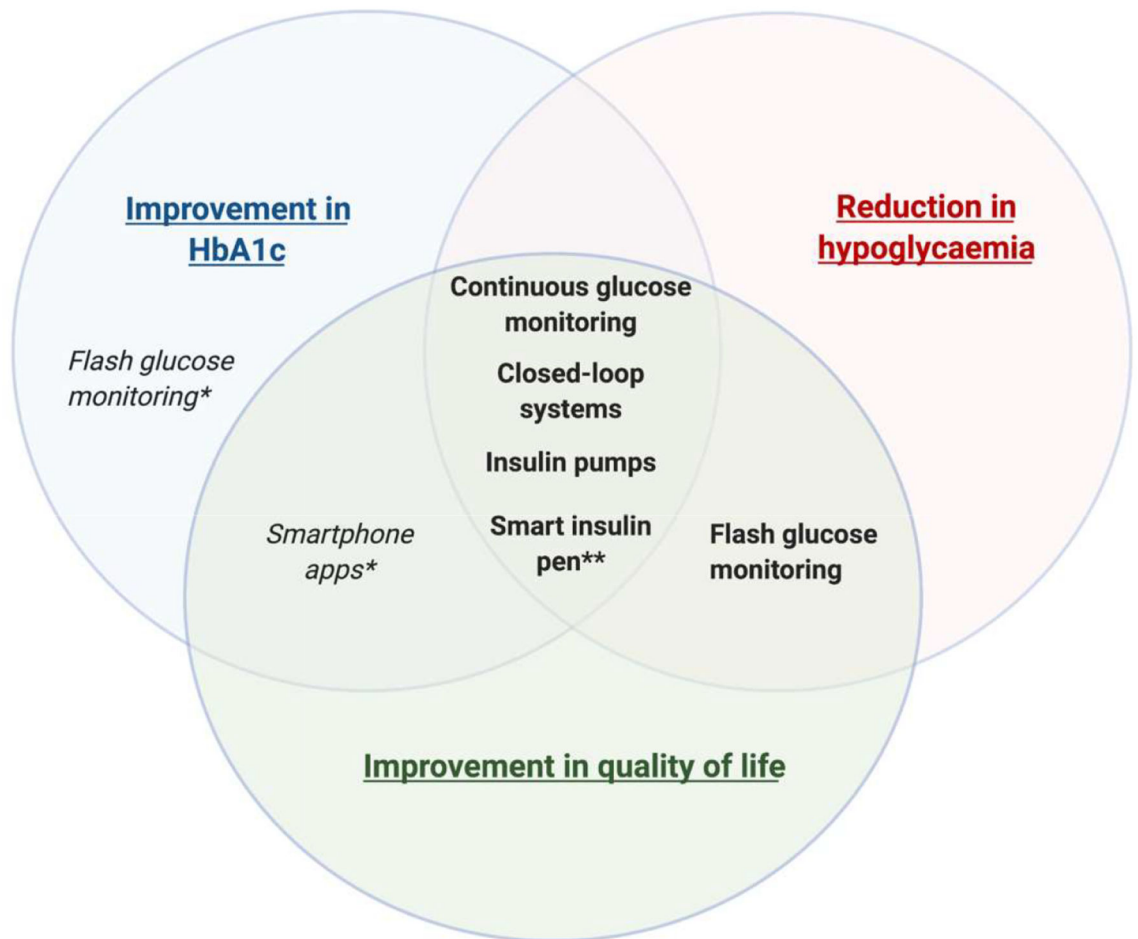 Improvement in
HbA1c
Reduction in
hypoglycaemia
Continuous glucose
monitoring
Flash glucose
monitoring*
Closed-loop
systems
Insulin pumps
Smartphone
apps*
Smart insulin
pen**
Flash glucose
monitoring
Improvement in quality of life